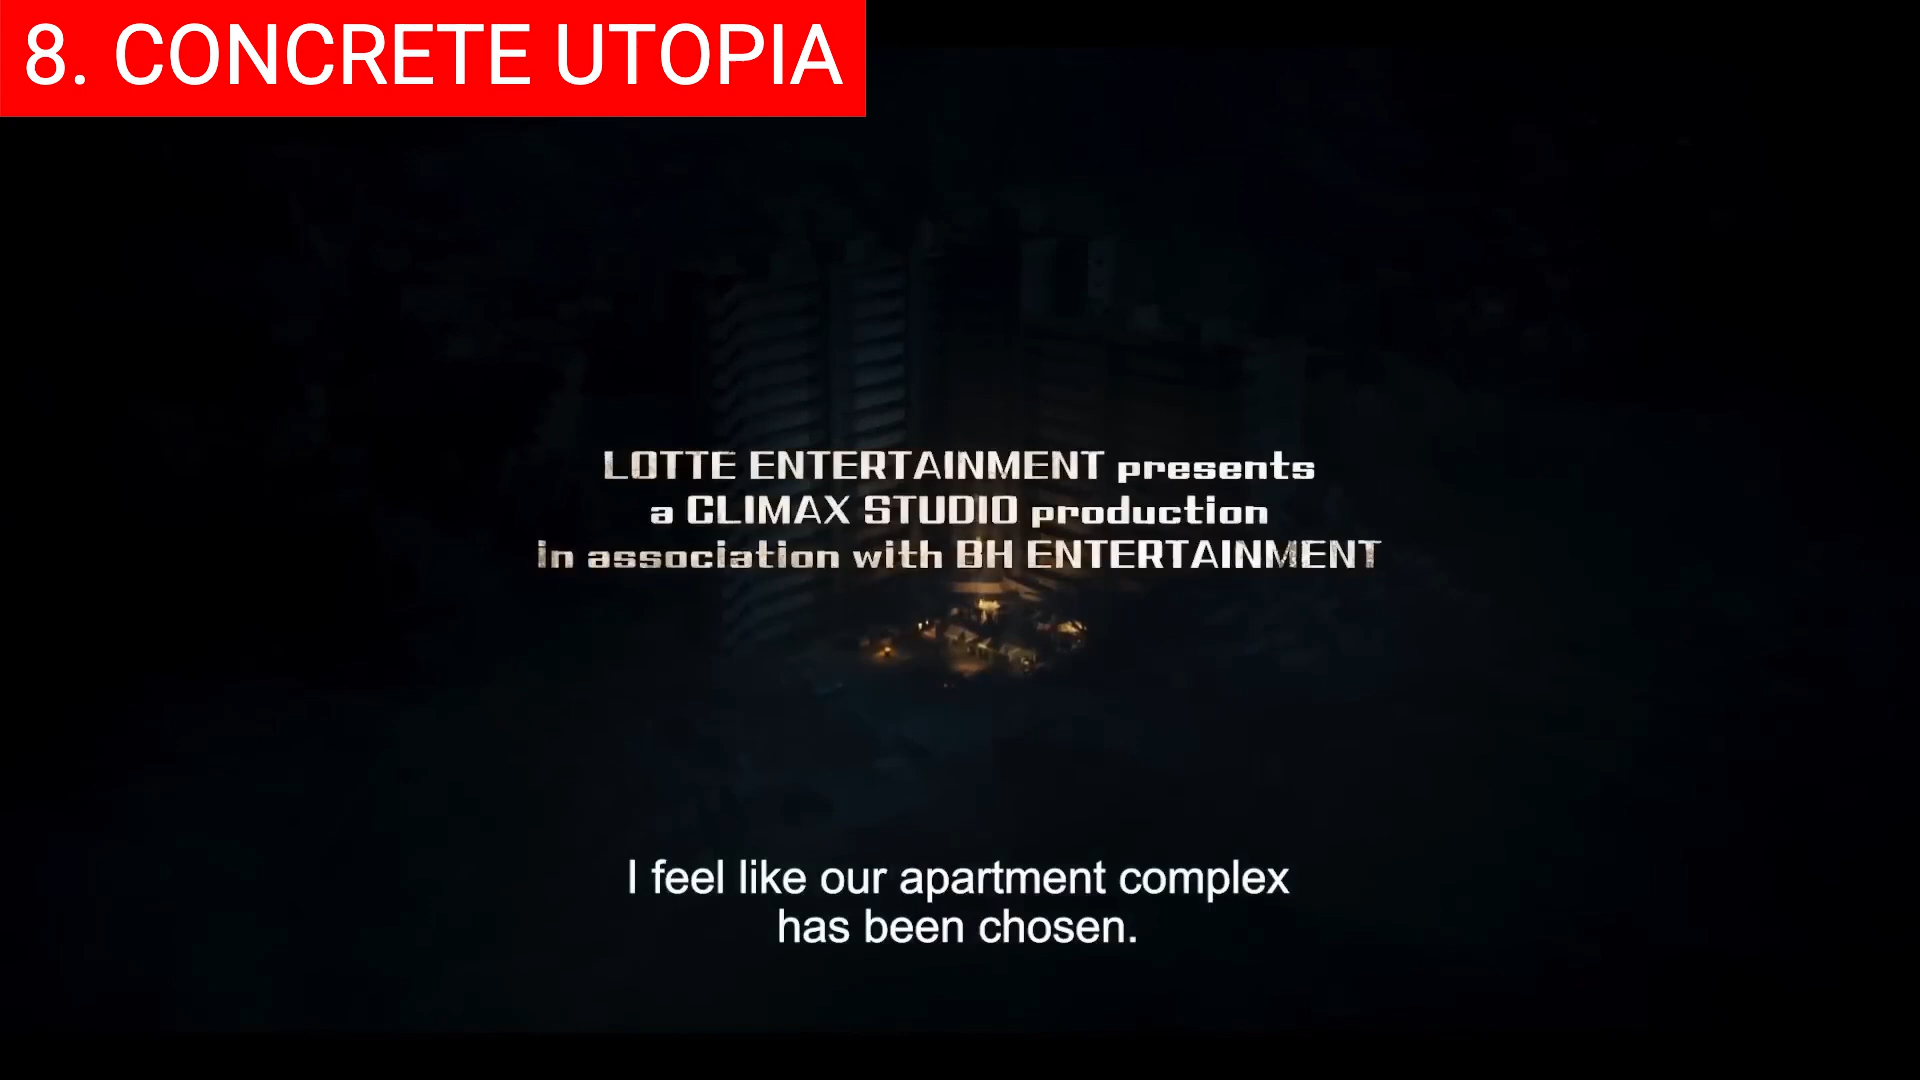 8. CONCRETE UTOPIA
LOTTE ENTERTAINMENT presents
a CLIMAX STUDIO production
in association with BH ENTERTAINMENT
I feel like our apartment complex
has been chosen.